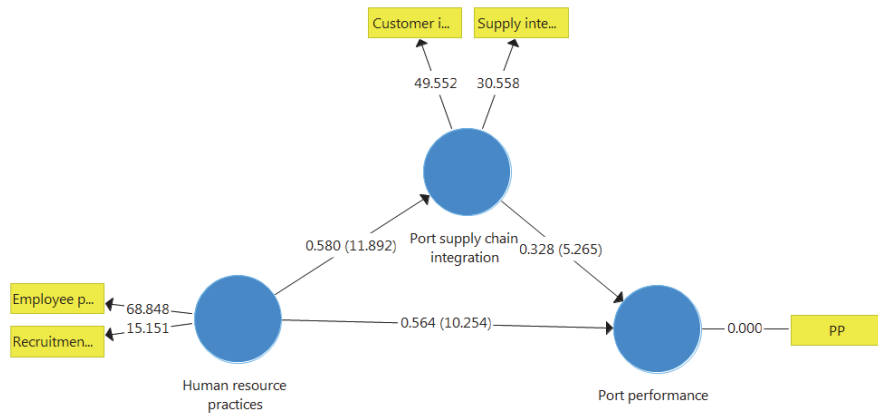 Customer i...
Supply inte...
49.552
30.558
0.580 (11.892)
Port supply chain
integration
0.328 (5.265)
Employee p...
68.848
15.151
Recruitmen...
0.564 (10.254)
0.000
PP
Human resource
practices
Port performance